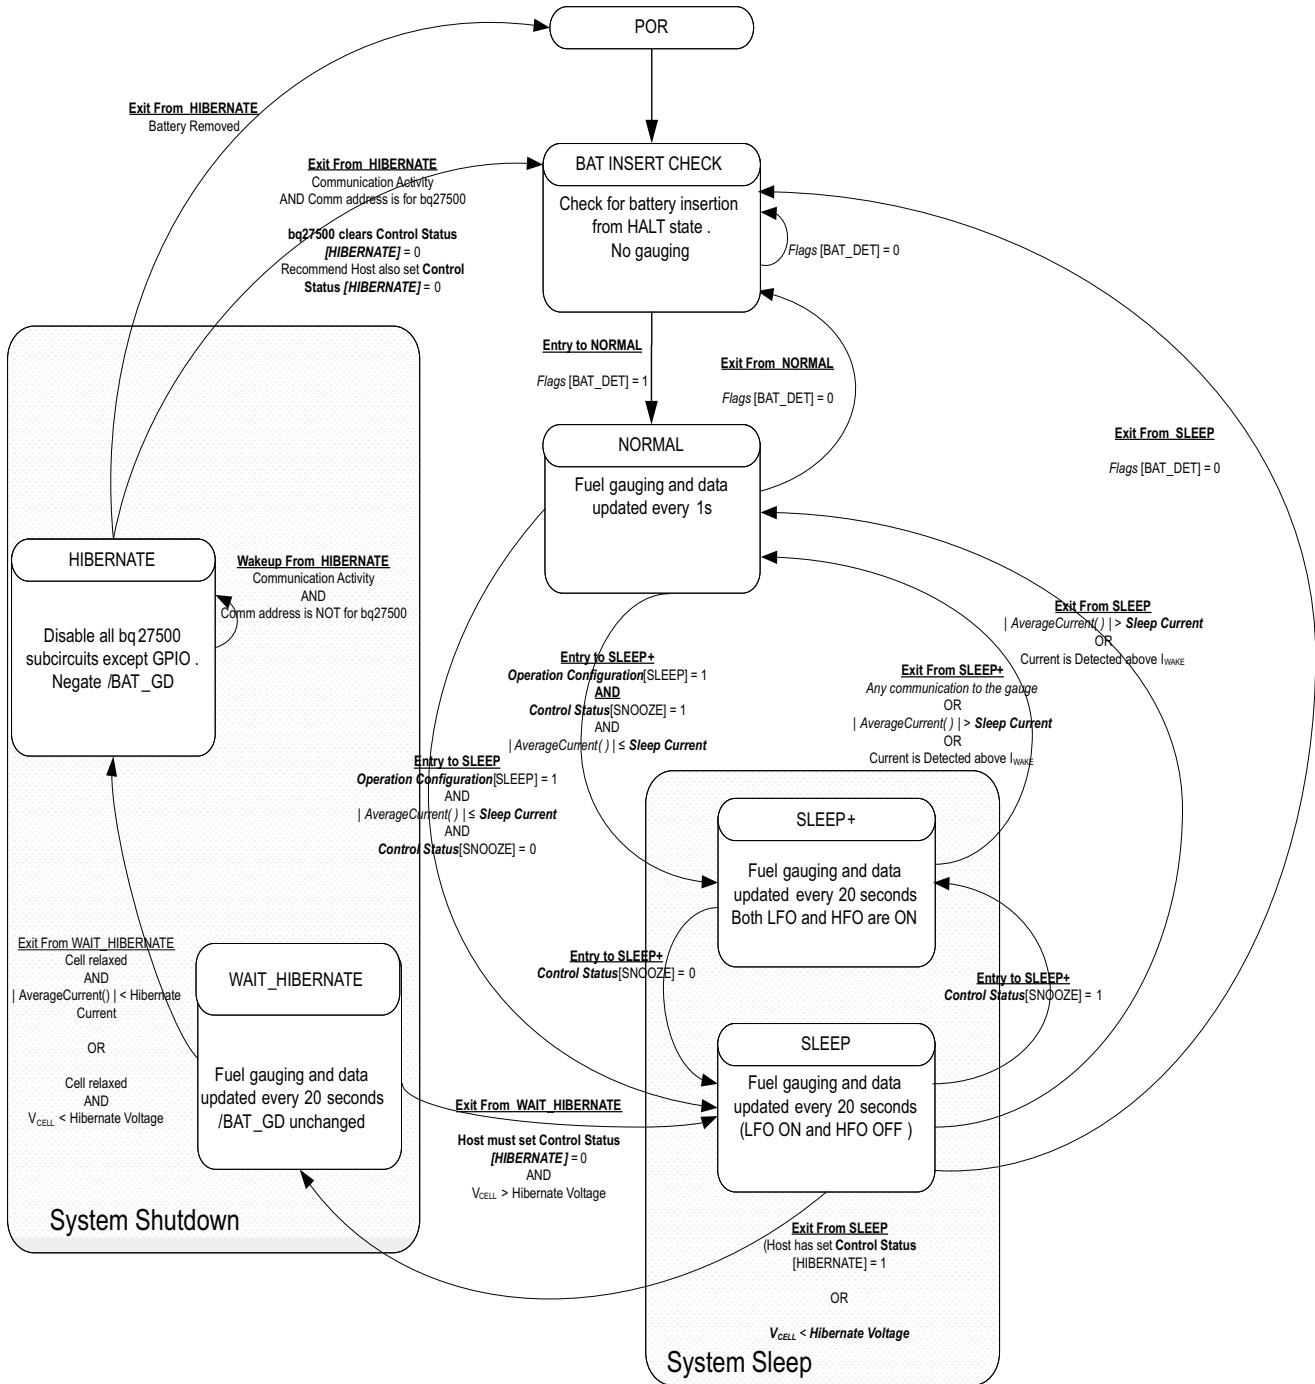 POR
Exit From HIBERNATE
Battery Removed
Exit From HIBERNATE
Communication Activity
AND Comm address is for bq27500
bq27500 clears Control Status
[HIBERNATE] = 0
Recommend Host also set Control
Status [HIBERNATE] = 0
BAT INSERT CHECK
Check for battery insertion
from HALT state .
No gauging
Flags [BAT_DET] = 0
Entry to NORMAL
Flags [BAT_DET] = 1
Exit From NORMAL
Flags [BAT_DET] = 0
Exit From SLEEP
Flags [BAT_DET] = 0
NORMAL
Fuel gauging and data
updated every 1s
HIBERNATE
Disable all bq27500
subcircuits except GPIO .
Negate /BAT_GD
Wakeup From HIBERNATE
Communication Activity
AND
Comm address is NOT for bq27500
Exit From SLEEP
| AverageCurrent( ) | > Sleep Current
OR
Current is Detected above IWAKE
Entry to SLEEP+
Operation Configuration[SLEEP] = 1
AND
Control Status[SNOOZE] = 1
AND
| AverageCurrent( ) | ≤ Sleep Current
Exit From SLEEP+
Any communication to the gauge
OR
| AverageCurrent( ) | > Sleep Current
OR
Current is Detected above IWAKE
Entry to SLEEP
Operation Configuration[SLEEP] = 1
AND
| AverageCurrent( ) | ≤ Sleep Current
AND
Control Status[SNOOZE] = 0
SLEEP+
Fuel gauging and data
updated every 20 seconds
Both LFO and HFO are ON
Entry to SLEEP+
Control Status[SNOOZE] = 0
Entry to SLEEP+
Control Status[SNOOZE] = 1
Exit From WAIT_HIBERNATE
Cell relaxed
AND
| AverageCurrent() | < Hibernate
Current
OR
Cell relaxed
AND
VCELL < Hibernate Voltage
WAIT_HIBERNATE
Fuel gauging and data
updated every 20 seconds
/BAT_GD unchanged
SLEEP
Fuel gauging and data
updated every 20 seconds
(LFO ON and HFO OFF )
Exit From WAIT_HIBERNATE
Host must set Control Status
[HIBERNATE] = 0
AND
VCELL > Hibernate Voltage
System Shutdown
Exit From SLEEP
(Host has set Control Status
[HIBERNATE] = 1
OR
VCELL < Hibernate Voltage
System Sleep